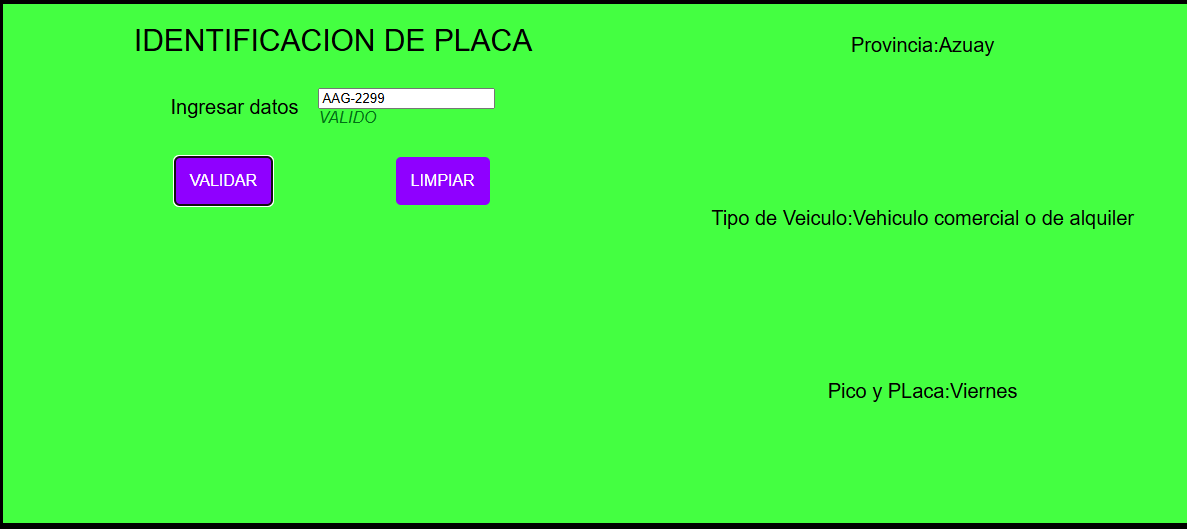 IDENTIFICACION DE PLACA
Ingresar datos
AAG-2299
VALIDO
VALIDAR
LIMPIAR
Provincia:Azuay
Tipo de Veiculo:Vehiculo comercial o de alquiler
Pico y PLaca:Viernes